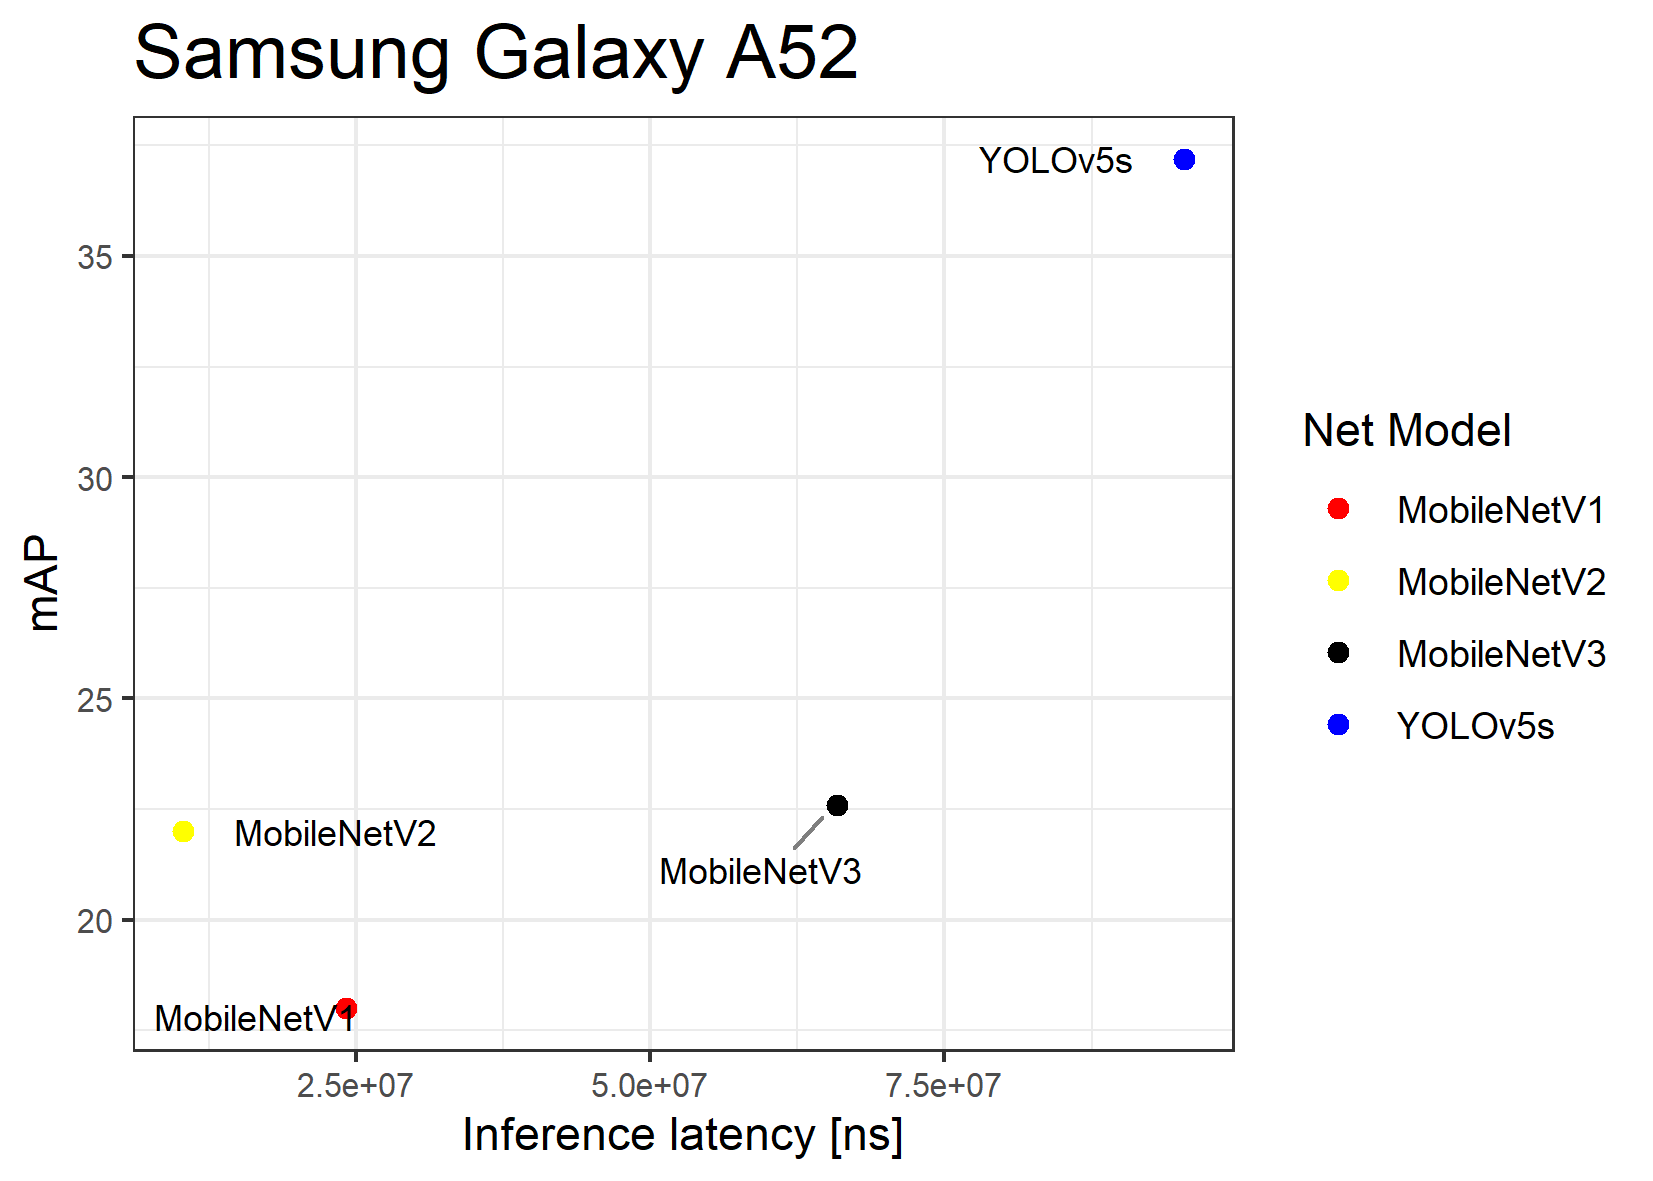 Samsung Galaxy A52
YOLOv5s
35
30
25
20
mAP
MobileNetV2
MobileNetV3
MobileNetV1
2.5e+07
5.0e+07
7.5e+07
Inference latency [ns]
Net Model
MobileNetV1
MobileNetV2
MobileNetV3
YOLOv5s